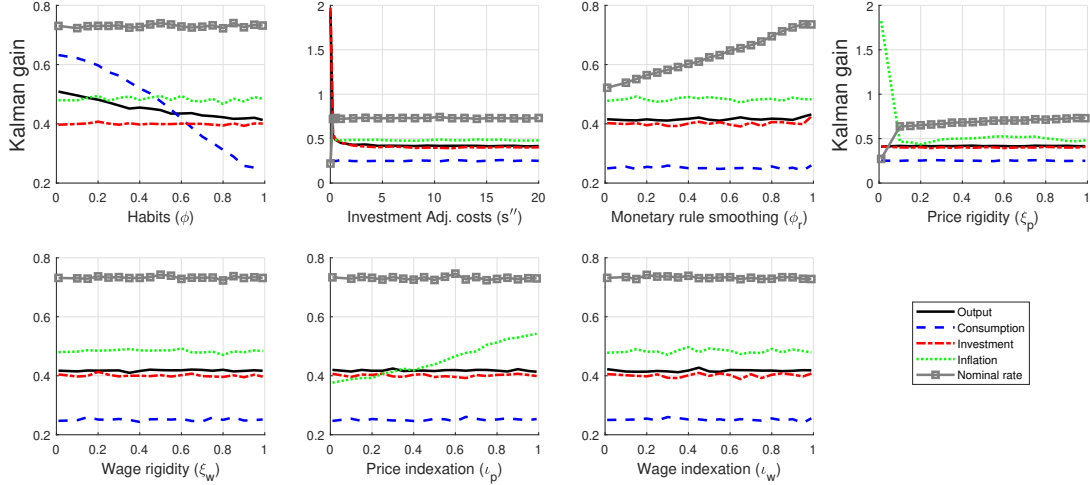 Kalman gain
0.8
0.6
0.4
0.2
0 0.2 0.4 0.6 0.8 1
Habits (ϕ)
2
1.5
1
0.5
0
0 5 10 15 20
Investment Adj. costs (s'')
0.8
0.6
0.4
0.2
0 0.2 0.4 0.6 0.8 1
Monetary rule smoothing (ϕr)
Kalman gain
2
1.5
1
0.5
0
0 0.2 0.4 0.6 0.8 1
Price rigidity (ξp)
0.8
0.6
0.4
0.2
0 0.2 0.4 0.6 0.8 1
Wage rigidity (ξw)
0.8
0.6
0.4
0.2
0 0.2 0.4 0.6 0.8 1
Price indexation (ιp)
0.8
0.6
0.4
0.2
0 0.2 0.4 0.6 0.8 1
Wage indexation (ιw)
Output
Consumption
Investment
Inflation
Nominal rate